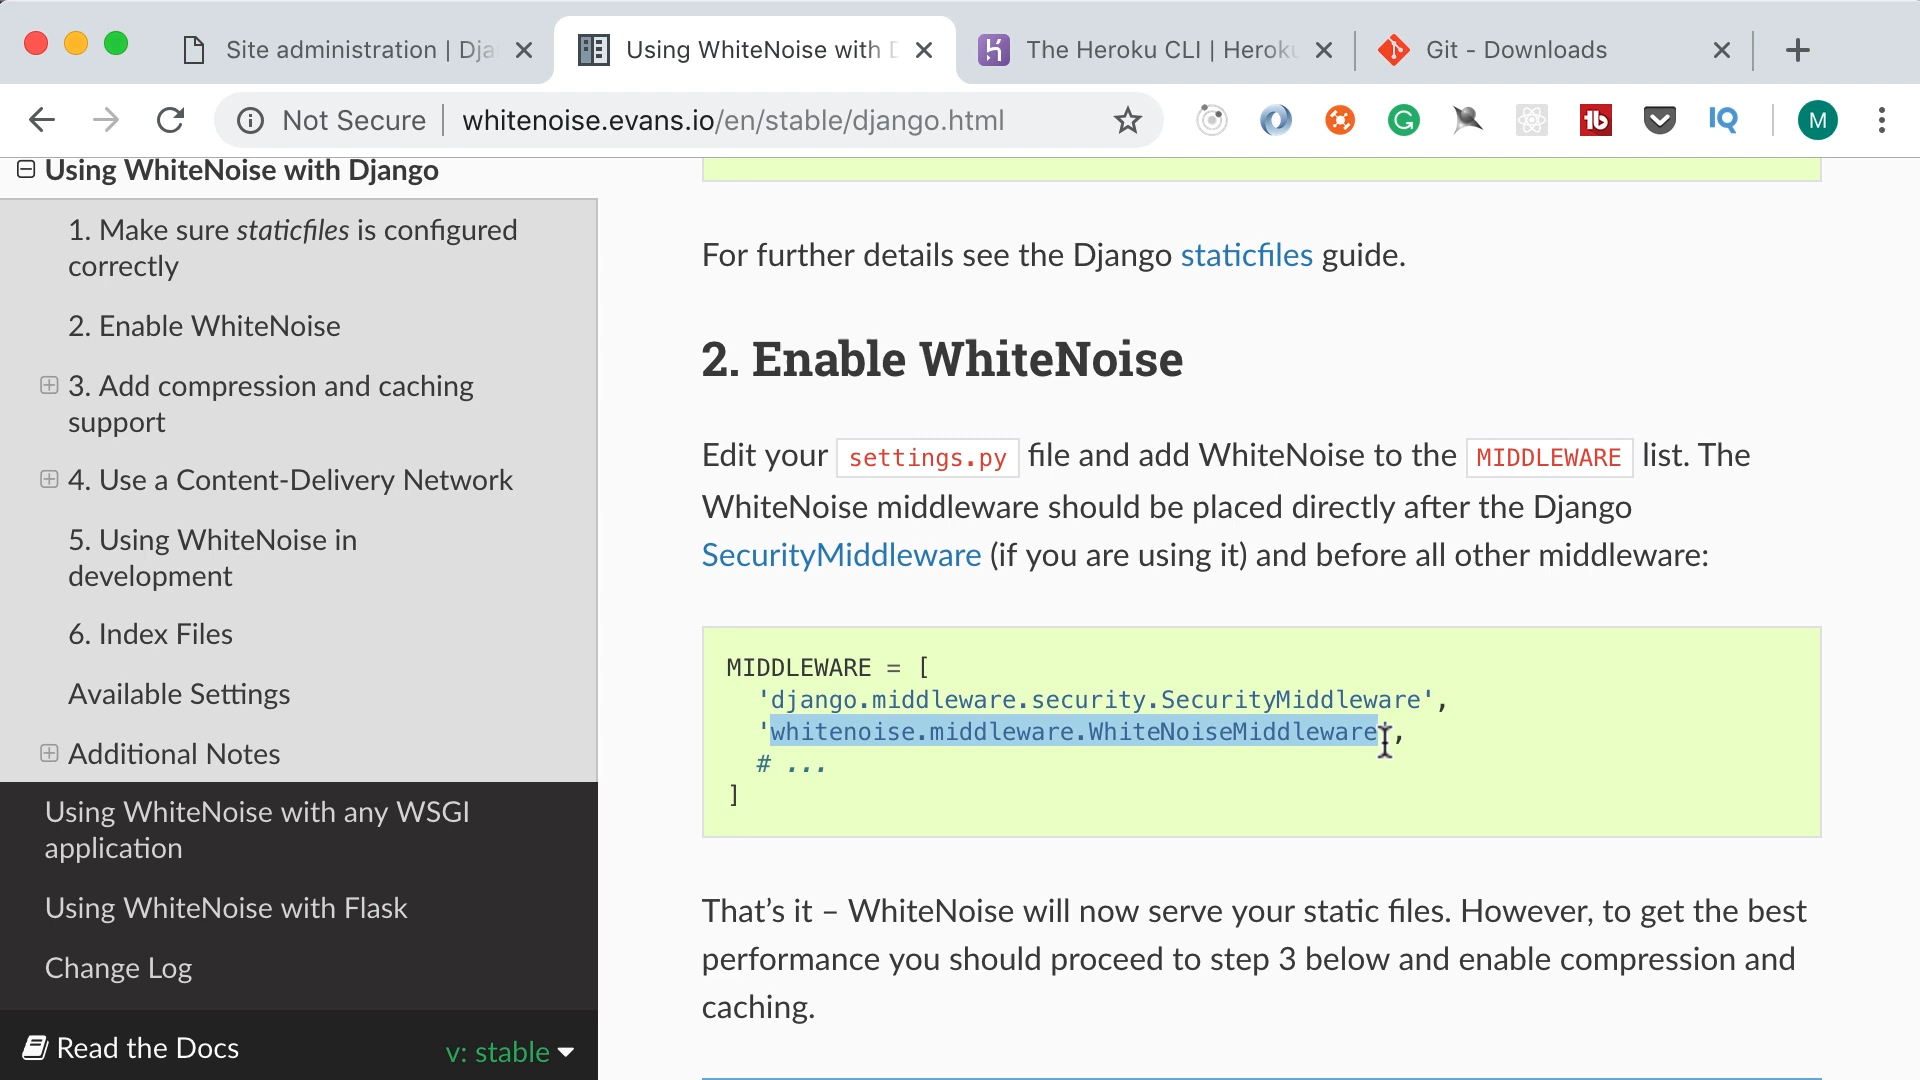 Site administration | Dja
Using WhiteNoise with D
The Heroku CLI | Heroku
Git - Downloads
Not Secure
whitenoise.evans.io/en/stable/django.html
IQ
M
Using WhiteNoise with Django
1. Make sure staticfiles is configured
correctly
2. Enable WhiteNoise
3. Add compression and caching
support
4. Use a Content-Delivery Network
5. Using WhiteNoise in
development
6. Index Files
Available Settings
Additional Notes
Using WhiteNoise with any WSGI
application
Using WhiteNoise with Flask
Change Log
Read the Docs
v: stable
For further details see the Django staticfiles guide.
2. Enable WhiteNoise
Edit your settings.py file and add WhiteNoise to the MIDDLEWARE list. The
WhiteNoise middleware should be placed directly after the Django
SecurityMiddleware (if you are using it) and before all other middleware:
MIDDLEWARE = [
'django.middleware.security.SecurityMiddleware',
'whitenoise.middleware.WhiteNoiseMiddleware',
# ...
]
That’s it – WhiteNoise will now serve your static files. However, to get the best
performance you should proceed to step 3 below and enable compression and
caching.